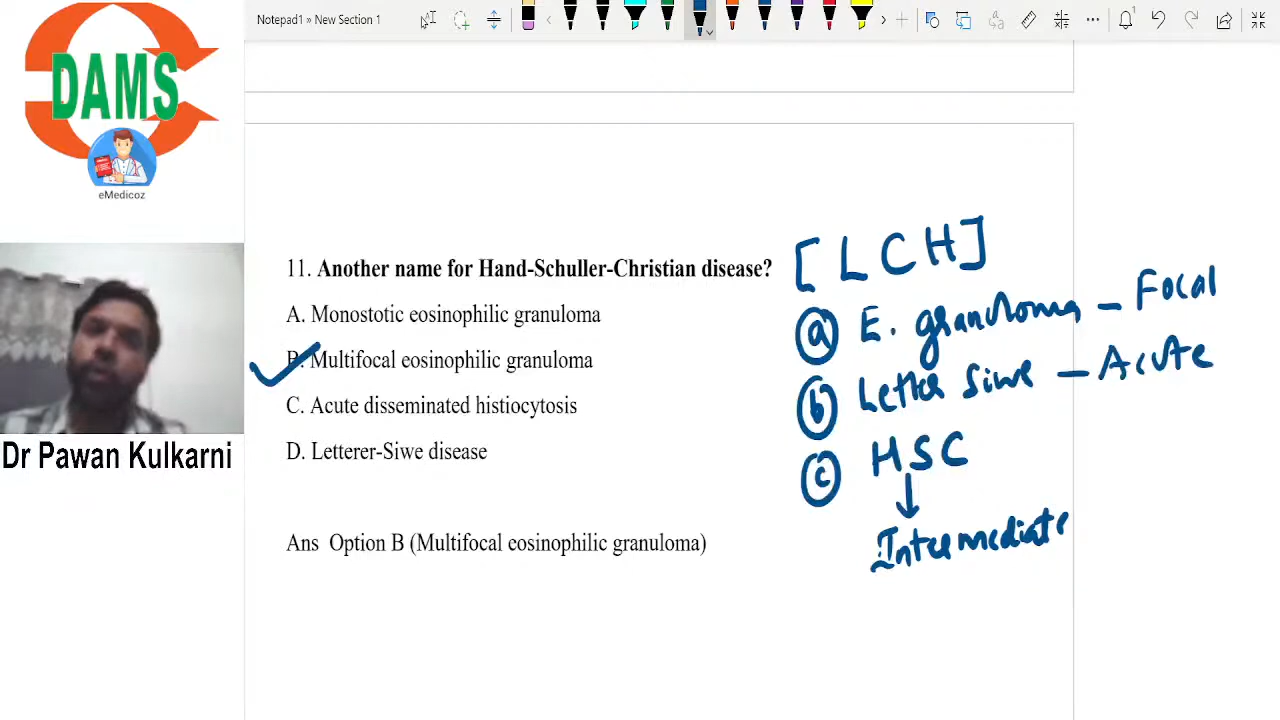 Notepad1 » New Section 1
DAMS
eMedicoz
Dr Pawan Kulkarni
11. Another name for Hand-Schuller-Christian disease?
A. Monostotic eosinophilic granuloma
B. Multifocal eosinophilic granuloma
C. Acute disseminated histiocytosis
D. Letterer-Siwe disease
Ans Option B (Multifocal eosinophilic granuloma)
[LCH]
a E. granuloma – Focal
b Letter Siwe – Acute
c HSC
↓
Intermediate